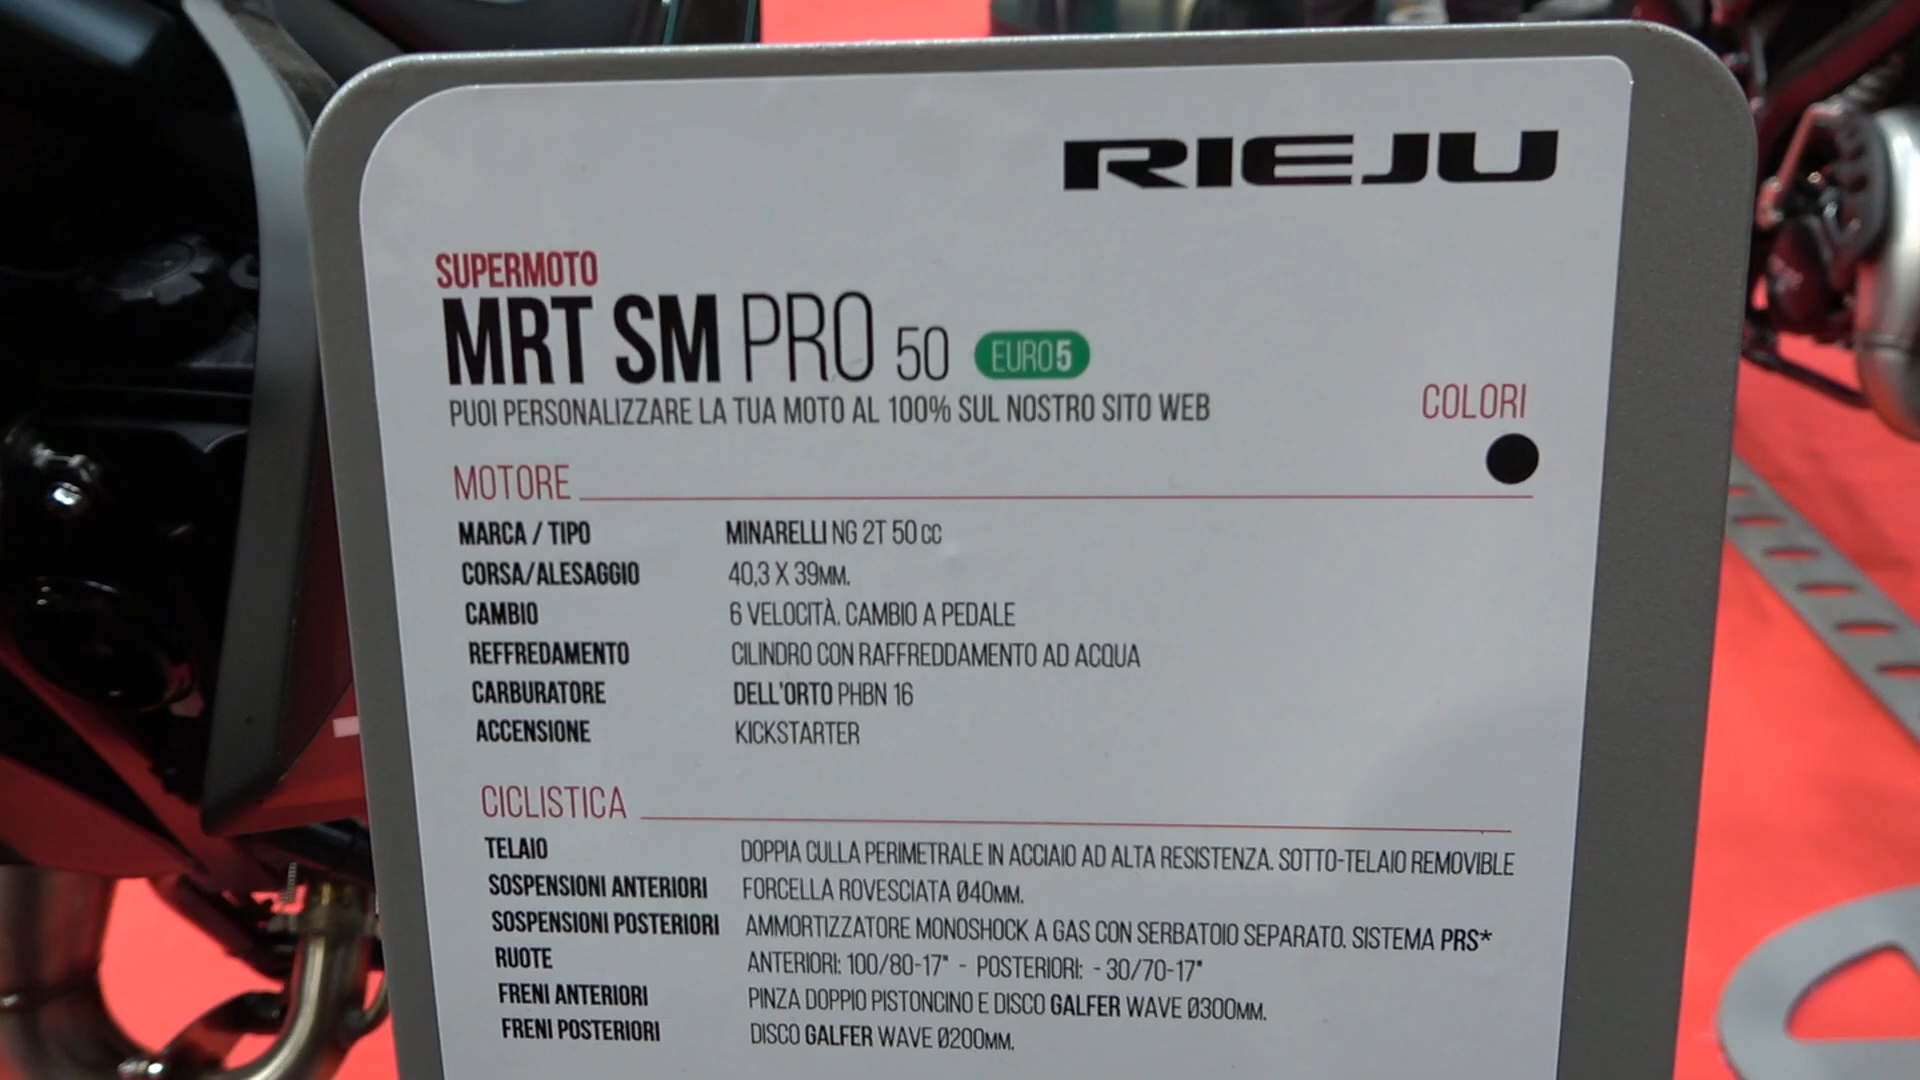 RIEJU
SUPERMOTO
MRT SM PRO 50 EURO5
PUOI PERSONALIZZARE LA TUA MOTO AL 100% SUL NOSTRO SITO WEB
COLORI
MOTORE
MARCA / TIPO MINARELLI NG 2T 50 CC
CORSA/ALESAGGIO 40,3 X 39MM.
CAMBIO 6 VELOCITÀ. CAMBIO A PEDALE
REFFREDAMENTO CILINDRO CON RAFFREDDAMENTO AD ACQUA
CARBURATORE DELL'ORTO PHBN 16
ACCENSIONE KICKSTARTER
CICLISTICA
TELAIO DOPPIA CULLA PERIMETRALE IN ACCIAIO AD ALTA RESISTENZA. SOTTO-TELAIO REMOVIBLE
SOSPENSIONI ANTERIORI FORCELLA ROVESCIATA Ø40MM.
SOSPENSIONI POSTERIORI AMMORTIZZATORE MONOSHOCK A GAS CON SERBATOIO SEPARATO. SISTEMA PRS*
RUOTE ANTERIORI: 100/80-17" - POSTERIORI: - 30/70-17"
FRENI ANTERIORI PINZA DOPPIO PISTONCINO E DISCO GALFER WAVE Ø300MM.
FRENI POSTERIORI DISCO GALFER WAVE Ø200MM.